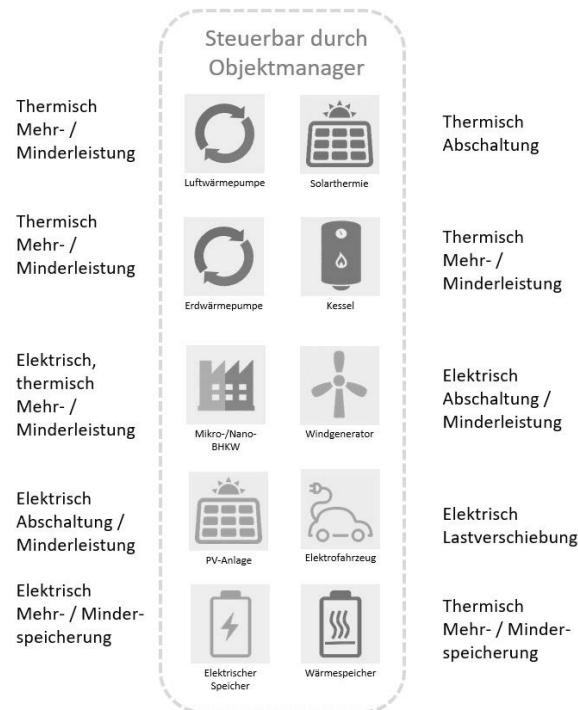 Steuerbar durch
Objektmanager
Thermisch
Mehr- /
Minderleistung
Luftwärmepumpe
Solarthermie
Thermisch
Abschaltung
Thermisch
Mehr- /
Minderleistung
Erdwärmepumpe
Kessel
Thermisch
Mehr- /
Minderleistung
Elektrisch,
thermisch
Mehr- /
Minderleistung
Mikro-/Nano-
BHKW
Windgenerator
Elektrisch
Abschaltung /
Minderleistung
Elektrisch
Abschaltung /
Minderleistung
PV-Anlage
Elektrofahrzeug
Elektrisch
Lastverschiebung
Elektrisch
Mehr- / Minder-
speicherung
Elektrischer
Speicher
Wärmespeicher
Thermisch
Mehr- / Minder-
speicherung